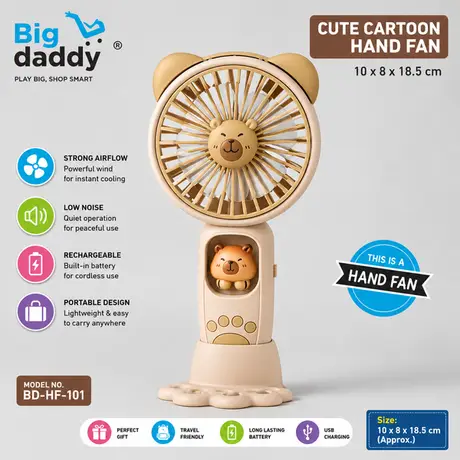 Big
daddy ®
PLAY BIG, SHOP SMART
CUTE CARTOON
HAND FAN
10 x 8 x 18.5 cm
STRONG AIRFLOW
Powerful wind
for instant cooling
LOW NOISE
Quiet operation
for peaceful use
RECHARGEABLE
Built-in battery
for cordless use
PORTABLE DESIGN
Lightweight & easy
to carry anywhere
THIS IS A
HAND FAN
MODEL NO.
BD-HF-101
PERFECT
GIFT
TRAVEL
FRIENDLY
LONG LASTING
BATTERY
USB
CHARGING
Size:
10 x 8 x 18.5 cm
(Approx.)